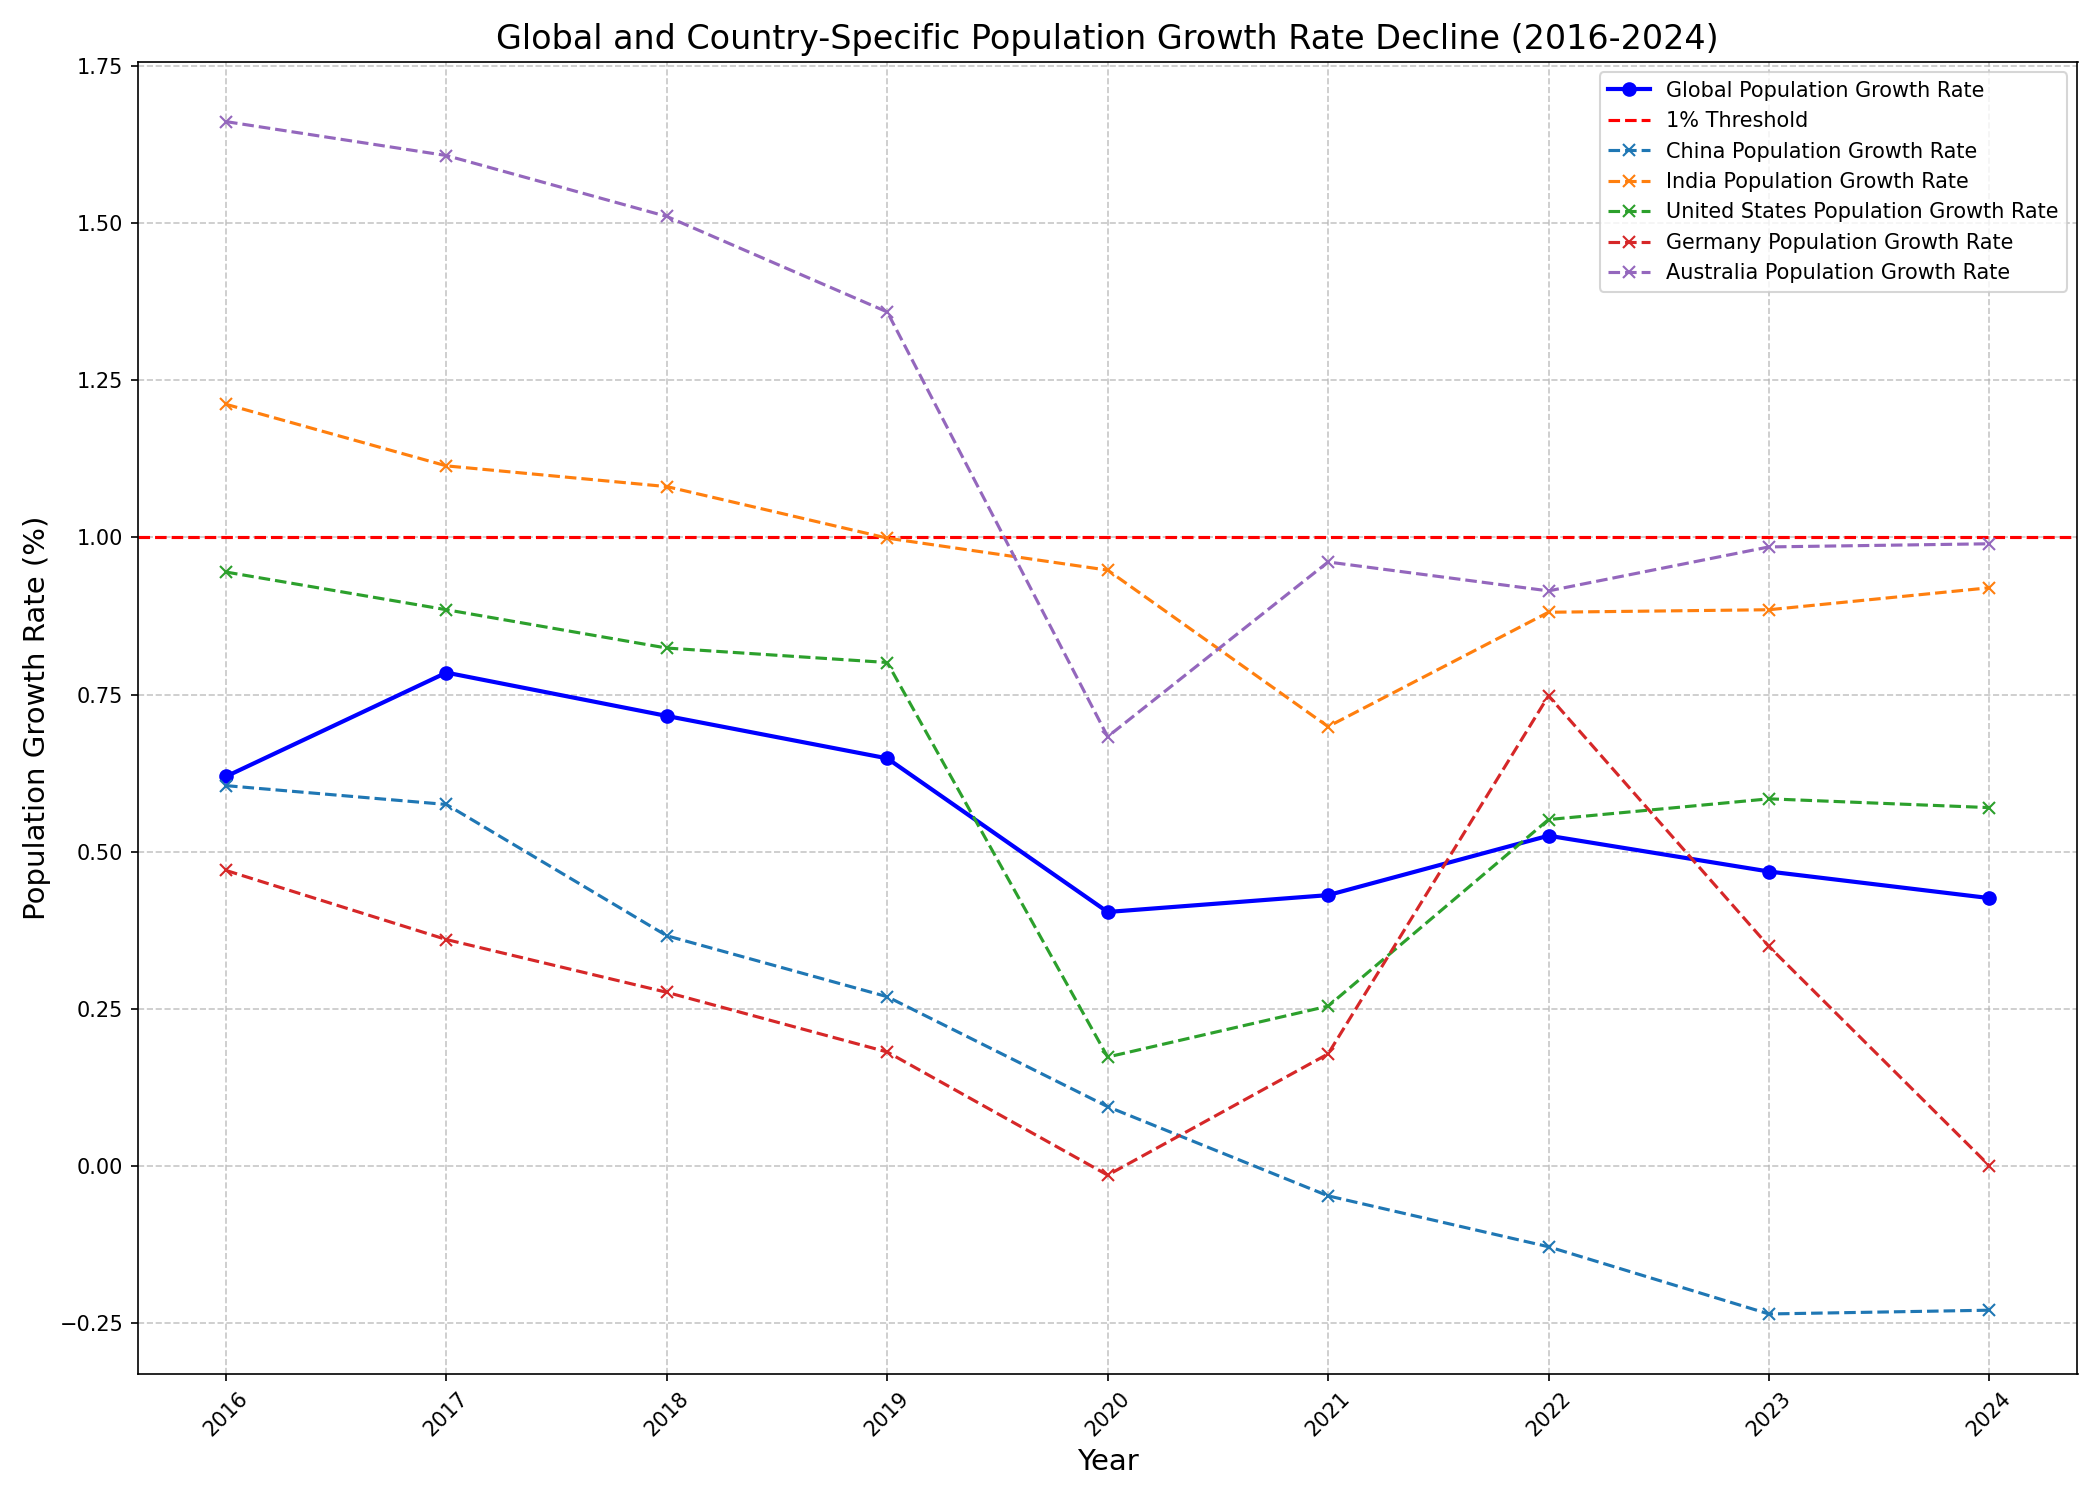 Global and Country-Specific Population Growth Rate Decline (2016-2024)
Population Growth Rate (%)
1.75
1.50
1.25
1.00
0.75
0.50
0.25
0.00
−0.25
Global Population Growth Rate
1% Threshold
China Population Growth Rate
India Population Growth Rate
United States Population Growth Rate
Germany Population Growth Rate
Australia Population Growth Rate
2016
2017
2018
2019
2020
2021
2022
2023
2024
Year